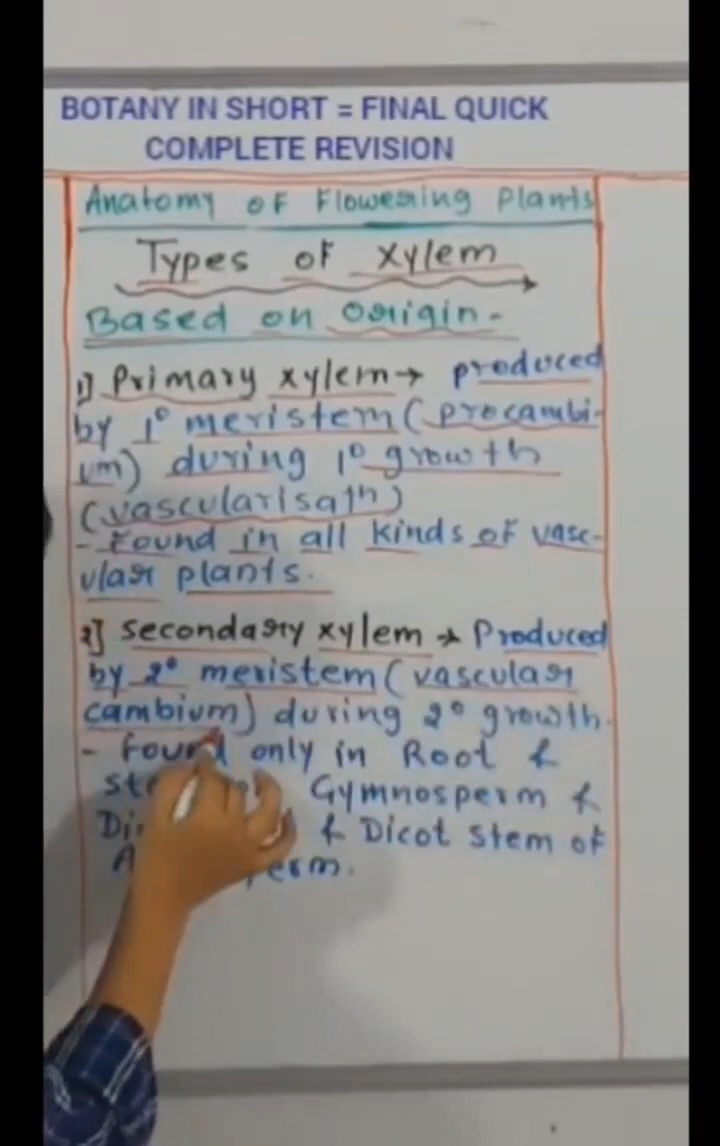 BOTANY IN SHORT = FINAL QUICK
COMPLETE REVISION
Anatomy of Flowering Plants
Types of Xylem
Based on Origin -
1] Primary xylem → produced
by 1° meristem (procambi-
um) during 1° growth
(vascularisatn)
- Found in all kinds of vasc-
ular plants.
2] Secondary xylem → Produced
by 2° meristem (vascular
cambium) during 2° growth.
- Found only in Root &
Gymnosperm &
& Dicot stem of